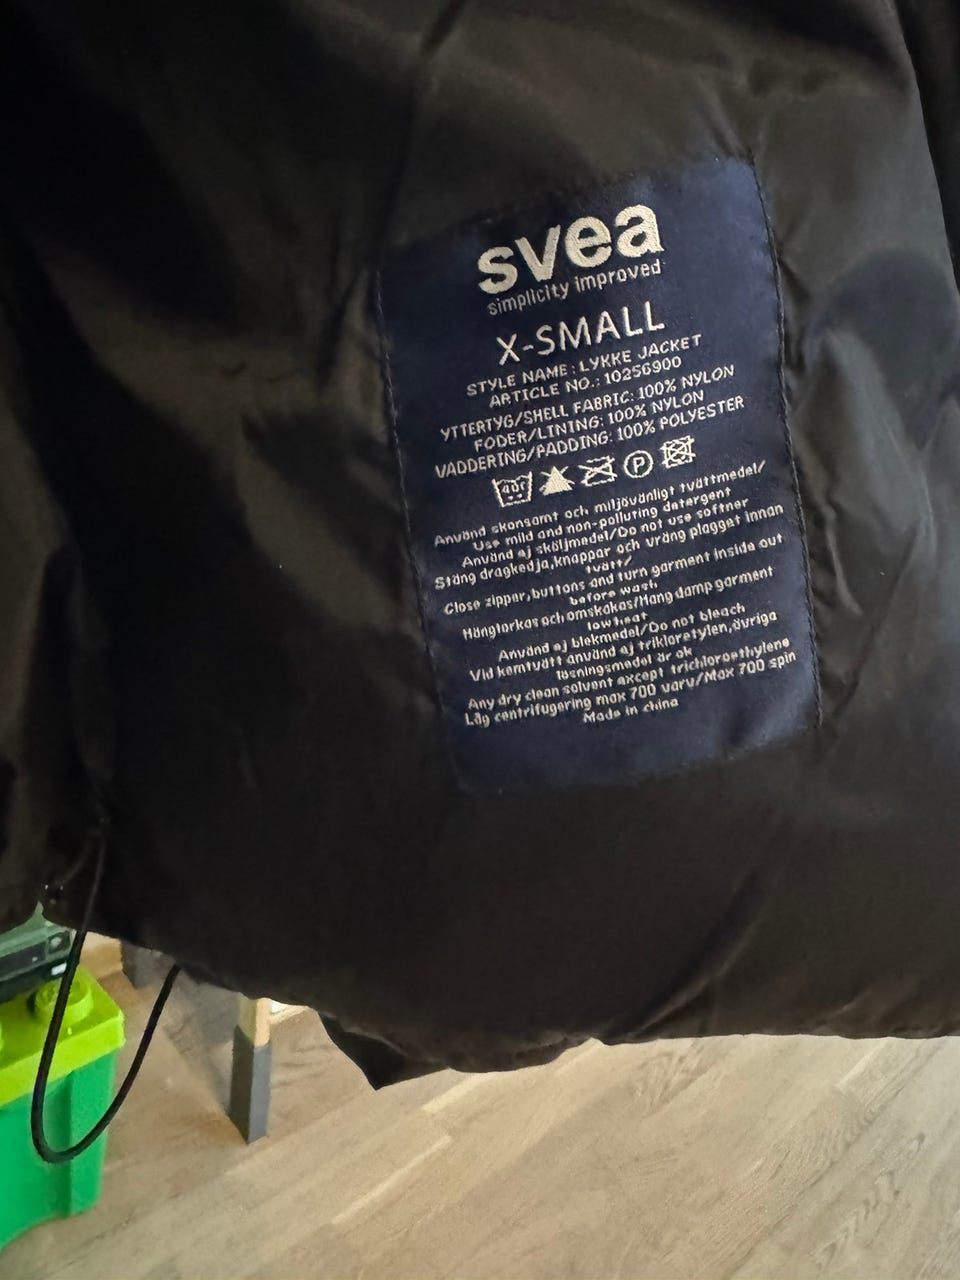 svea
simplicity improved
X-SMALL
STYLE NAME: LYKKE JACKET
ARTICLE NO.: 10256900
YTTERTYG/SHELL FABRIC: 100% NYLON
FODER/LINING: 100% NYLON
VADDERING/PADDING: 100% POLYESTER
40° P
Använd skonsamt och miljövänligt tvättmedel/
Use mild and non-polluting detergent
Använd ej sköljmedel/Do not use softner
Stäng dragkedja,knappar och vräng plagget innan
tvätt/
Close zipper,buttons and turn garment inside out
before wash.
Hängtorkas och omskakas/Hang damp garment
low heat
Använd ej blekmedel/Do not bleach
Vid kemtvätt använd ej trikloretylen,övriga
lösningsmedel är ok
Any dry clean solvent except trichloroethylene
Låg centrifugering max 700 varv/Max 700 spin
Made in china